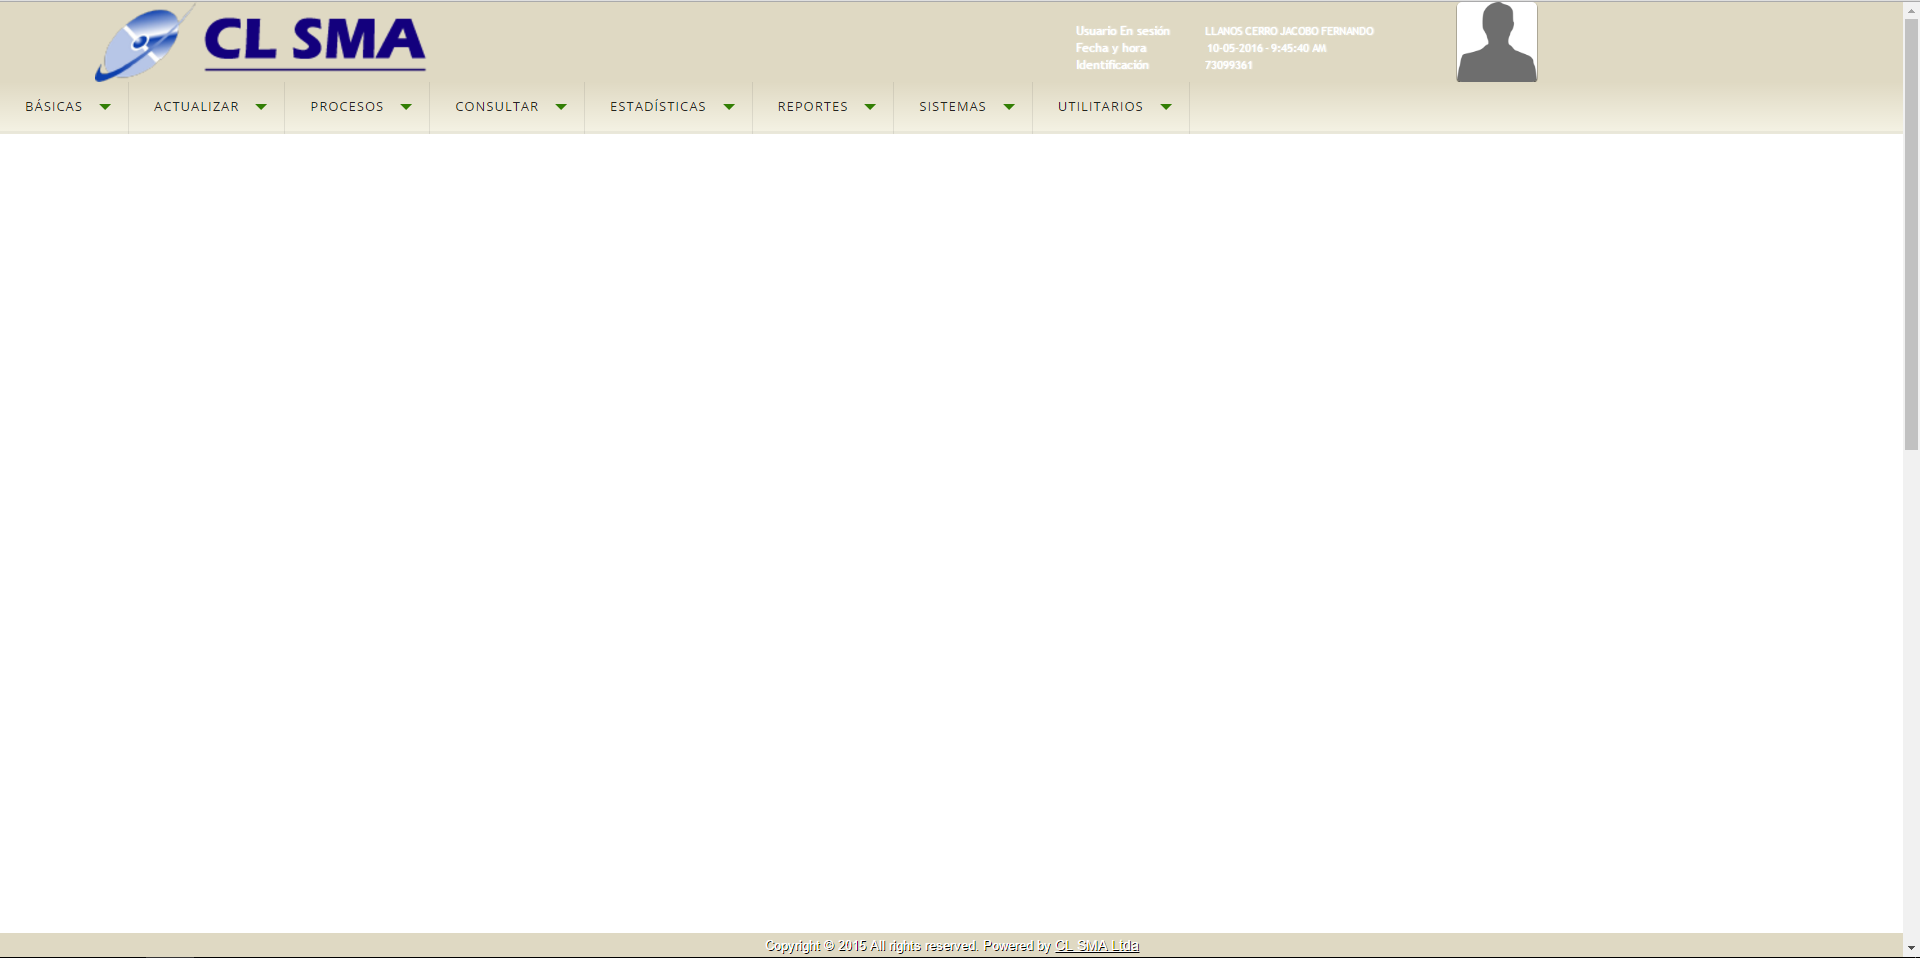 CL SMA
Usuario En sesión LLANOS CERRO JACOBO FERNANDO
Fecha y hora 10-05-2016 - 9:45:40 AM
Identificación 73099361
BÁSICAS ACTUALIZAR PROCESOS CONSULTAR ESTADÍSTICAS REPORTES SISTEMAS UTILITARIOS
Copyright © 2015 All rights reserved. Powered by CL SMA Ltda